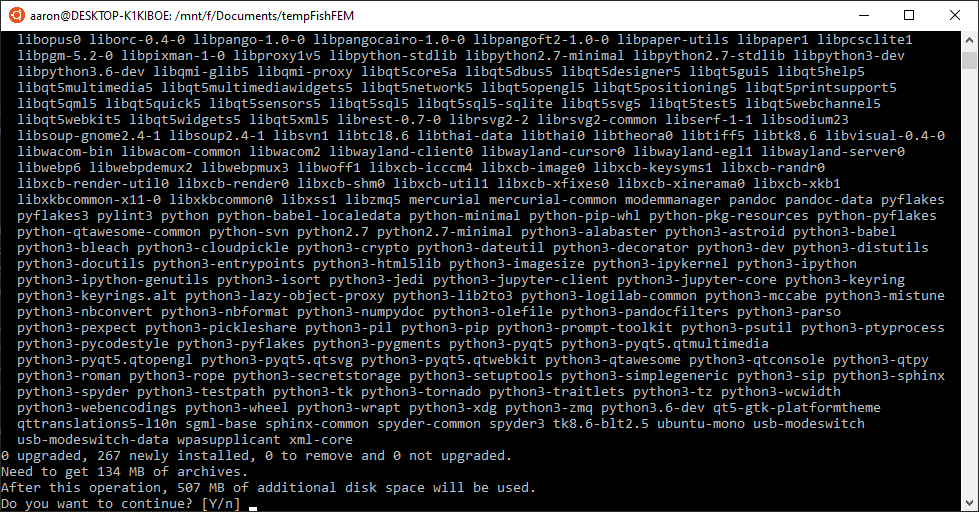 aaron@DESKTOP-K1KIBOE: /mnt/f/Documents/tempFishFEM
libopus0 liborc-0.4-0 libpango-1.0-0 libpangocairo-1.0-0 libpangoft2-1.0-0 libpaper-utils libpaper1 libpcsclite1
libpgm-5.2-0 libpixman-1-0 libproxy1v5 libpython-stdlib libpython2.7-minimal libpython2.7-stdlib libpython3-dev
libpython3.6-dev libqmi-glib5 libqmi-proxy libqt5core5a libqt5dbus5 libqt5designer5 libqt5gui5 libqt5help5
libqt5multimedia5 libqt5multimediawidgets5 libqt5network5 libqt5opengl5 libqt5positioning5 libqt5printsupport5
libqt5qml5 libqt5quick5 libqt5sensors5 libqt5sql5 libqt5sql5-sqlite libqt5svg5 libqt5test5 libqt5webchannel5
libqt5webkit5 libqt5widgets5 libqt5xml5 librest-0.7-0 librsvg2-2 librsvg2-common libserf-1-1 libsodium23
libsoup-gnome2.4-1 libsoup2.4-1 libsvn1 libtcl8.6 libthai-data libthai0 libtheora0 libtiff5 libtk8.6 libvisual-0.4-0
libwacom-bin libwacom-common libwacom2 libwayland-client0 libwayland-cursor0 libwayland-egl1 libwayland-server0
libwebp6 libwebpdemux2 libwebpmux3 libwoff1 libxcb-icccm4 libxcb-image0 libxcb-keysyms1 libxcb-randr0
libxcb-render-util0 libxcb-render0 libxcb-shm0 libxcb-util1 libxcb-xfixes0 libxcb-xinerama0 libxcb-xkb1
libxkbcommon-x11-0 libxkbcommon0 libxss1 libzmq5 mercurial mercurial-common modemmanager pandoc pandoc-data pyflakes
pyflakes3 pylint3 python python-babel-localedata python-minimal python-pip-whl python-pkg-resources python-pyflakes
python-qtawesome-common python-svn python2.7 python2.7-minimal python3-alabaster python3-astroid python3-babel
python3-bleach python3-cloudpickle python3-crypto python3-dateutil python3-decorator python3-dev python3-distutils
python3-docutils python3-entrypoints python3-html5lib python3-imagesize python3-ipykernel python3-ipython
python3-ipython-genutils python3-isort python3-jedi python3-jupyter-client python3-jupyter-core python3-keyring
python3-keyrings.alt python3-lazy-object-proxy python3-lib2to3 python3-logilab-common python3-mccabe python3-mistune
python3-nbconvert python3-nbformat python3-numpydoc python3-olefile python3-pandocfilters python3-parso
python3-pexpect python3-pickleshare python3-pil python3-pip python3-prompt-toolkit python3-psutil python3-ptyprocess
python3-pycodestyle python3-pyflakes python3-pygments python3-pyqt5 python3-pyqt5.qtmultimedia
python3-pyqt5.qtopengl python3-pyqt5.qtsvg python3-pyqt5.qtwebkit python3-qtawesome python3-qtconsole python3-qtpy
python3-roman python3-rope python3-secretstorage python3-setuptools python3-simplegeneric python3-sip python3-sphinx
python3-spyder python3-testpath python3-tk python3-tornado python3-traitlets python3-tz python3-wcwidth
python3-webencodings python3-wheel python3-wrapt python3-xdg python3-zmq python3.6-dev qt5-gtk-platformtheme
qttranslations5-l10n sgml-base sphinx-common spyder-common spyder3 tk8.6-blt2.5 ubuntu-mono usb-modeswitch
usb-modeswitch-data wpasupplicant xml-core
0 upgraded, 267 newly installed, 0 to remove and 0 not upgraded.
Need to get 134 MB of archives.
After this operation, 507 MB of additional disk space will be used.
Do you want to continue? [Y/n]